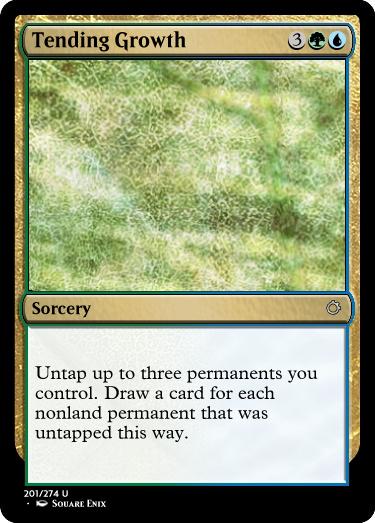 Tending Growth 3
Sorcery
Untap up to three permanents you
control. Draw a card for each
nonland permanent that was
untapped this way.
201/274 U
· Square Enix